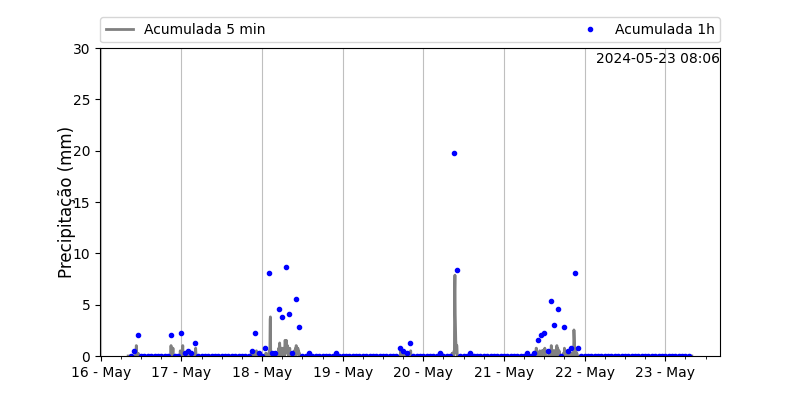 Acumulada 5 min
Acumulada 1h
2024-05-23 08:06
Precipitação (mm)
30
25
20
15
10
5
0
16 - May
17 - May
18 - May
19 - May
20 - May
21 - May
22 - May
23 - May